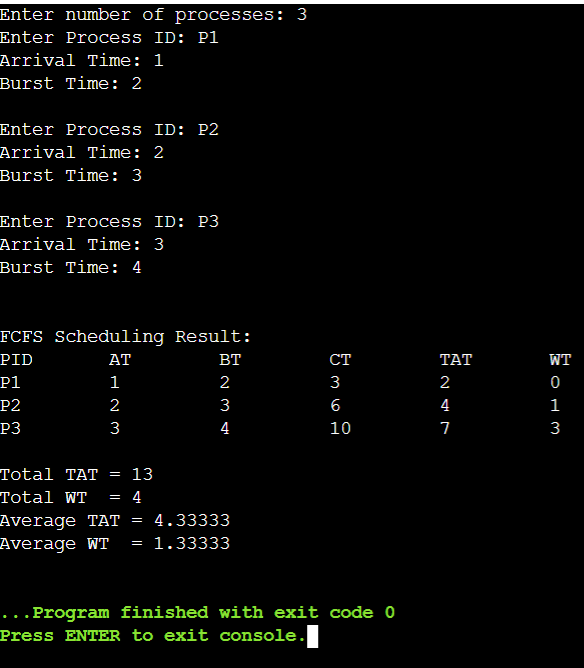 Enter number of processes: 3
Enter Process ID: P1
Arrival Time: 1
Burst Time: 2
Enter Process ID: P2
Arrival Time: 2
Burst Time: 3
Enter Process ID: P3
Arrival Time: 3
Burst Time: 4
FCFS Scheduling Result:
PID AT BT CT TAT WT
P1 1 2 3 2 0
P2 2 3 6 4 1
P3 3 4 10 7 3
Total TAT = 13
Total WT  = 4
Average TAT = 4.33333
Average WT  = 1.33333
...Program finished with exit code 0
Press ENTER to exit console.